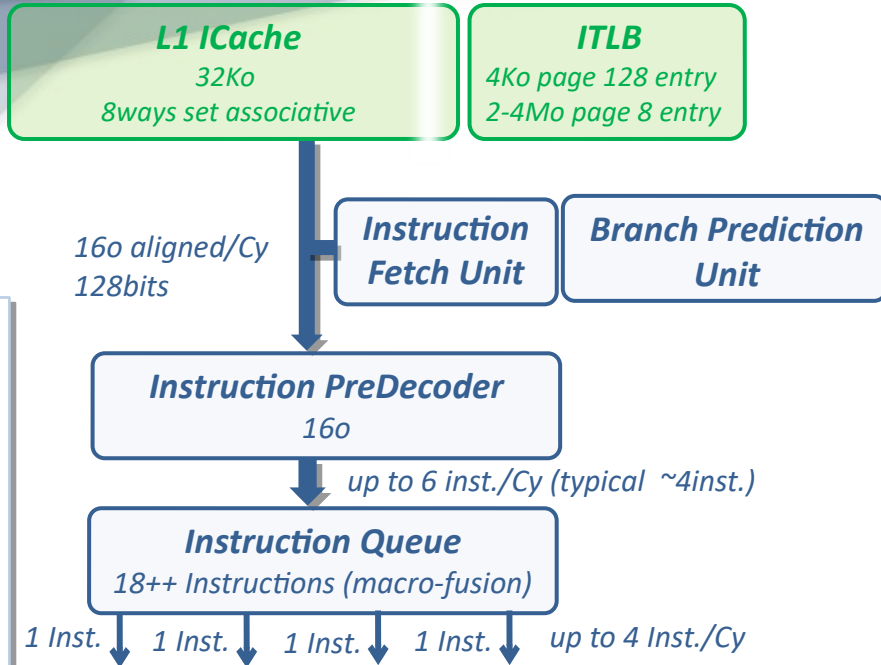 L1 ICache
32Ko
8ways set associative
ITLB
4Ko page 128 entry
2-4Mo page 8 entry
16o aligned/Cy
128bits
Instruction
Fetch Unit
Branch Prediction
Unit
Instruction PreDecoder
16o
up to 6 inst./Cy (typical ~4inst.)
Instruction Queue
18++ Instructions (macro-fusion)
1 Inst. 1 Inst. 1 Inst. 1 Inst. up to 4 Inst./Cy